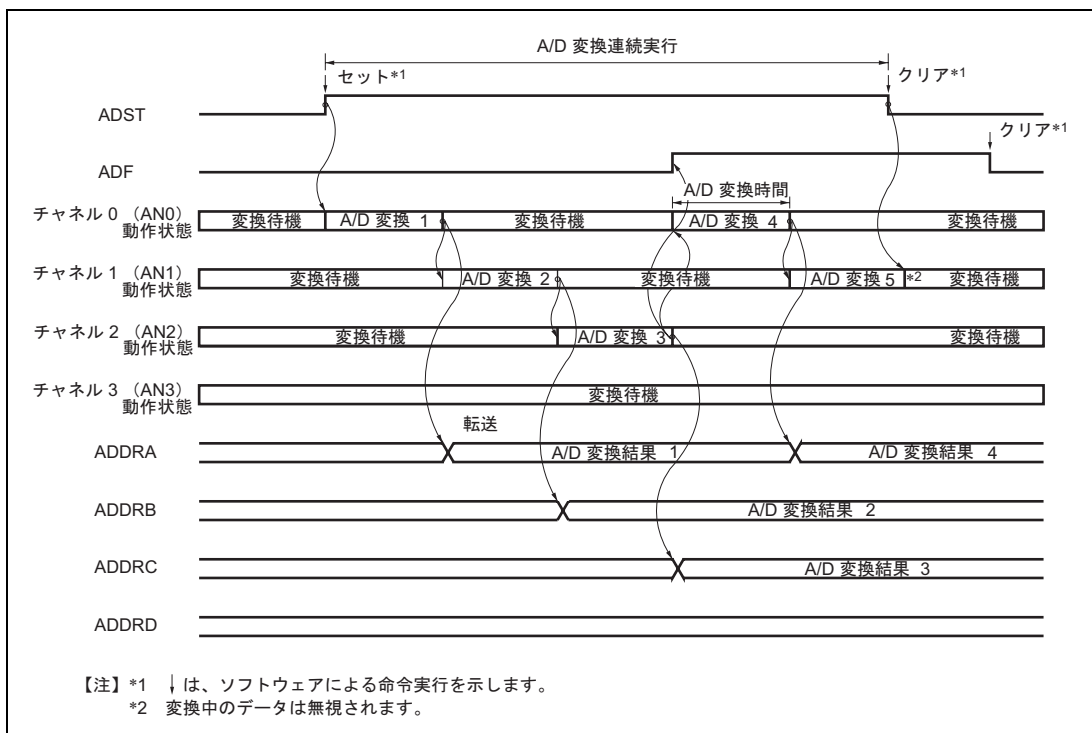 A/D 変換連続実行
セット*1
クリア*1
ADST
クリア*1
ADF
A/D 変換時間
チャネル 0 (AN0)
動作状態
変換待機 A/D 変換 1 変換待機 A/D 変換 4 変換待機
チャネル 1 (AN1)
動作状態
変換待機 A/D 変換 2 変換待機 A/D 変換 5 *2 変換待機
チャネル 2 (AN2)
動作状態
変換待機 A/D 変換 3 変換待機
チャネル 3 (AN3)
動作状態
変換待機
転送
ADDRA A/D 変換結果 1 A/D 変換結果 4
ADDRB A/D 変換結果 2
ADDRC A/D 変換結果 3
ADDRD
【注】*1 ↓は、ソフトウェアによる命令実行を示します。
*2 変換中のデータは無視されます。